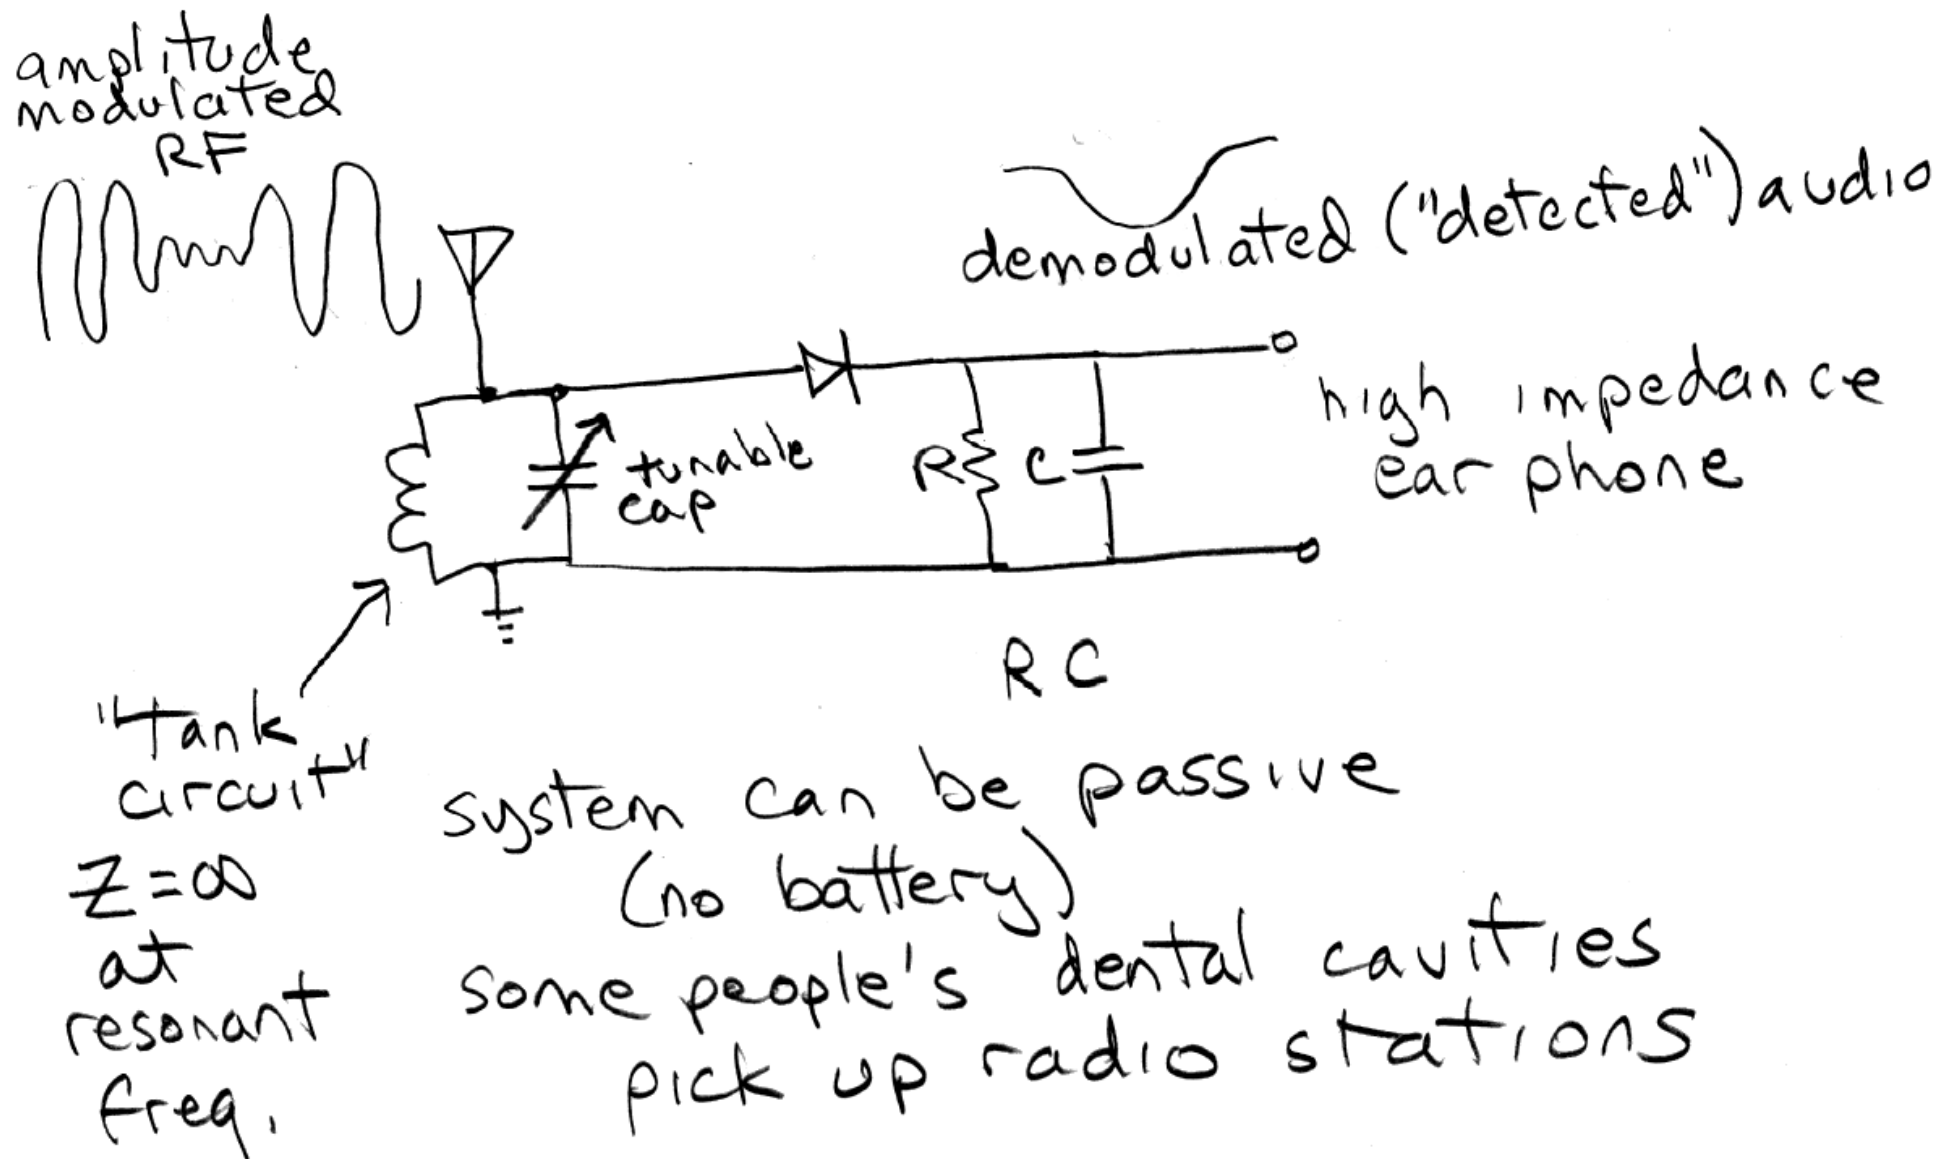 amplitude
modulated
RF
demodulated ("detected") audio
high impedance
ear phone
tunable
cap
R
C
RC
"tank
circuit"
Z=∞
at
resonant
freq.
system can be passive
(no battery)
some people's dental cavities
pick up radio stations